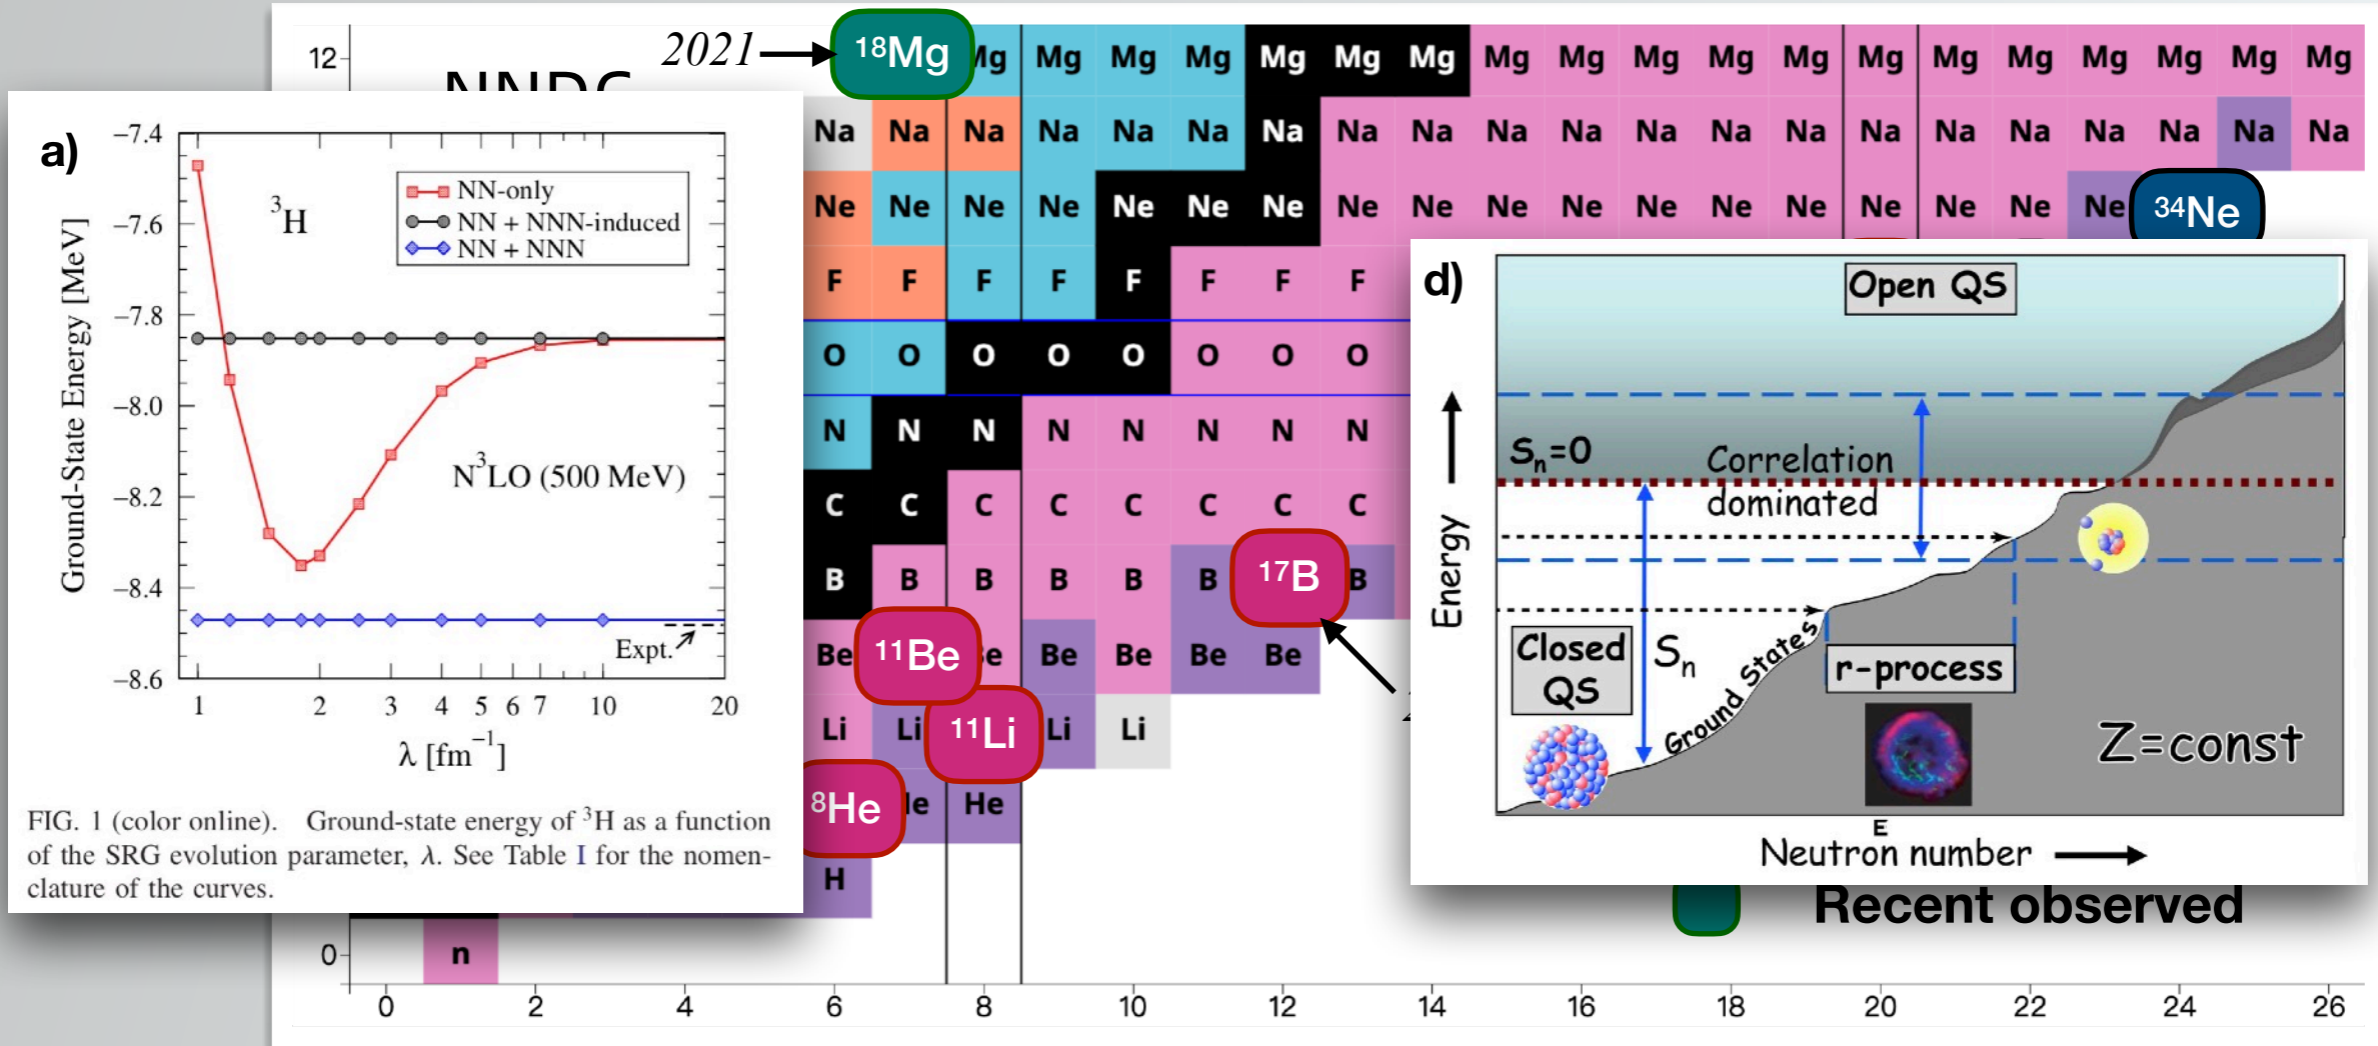 12
2021
18Mg
Mg Mg Mg Mg Mg Mg Mg Mg Mg Mg Mg Mg Mg Mg Mg Mg Mg Mg
Na Na Na Na Na Na Na Na Na Na Na Na Na Na Na Na Na Na Na Na Na
Ne Ne Ne Ne Ne Ne Ne Ne Ne Ne Ne Ne Ne Ne Ne Ne Ne Ne
34Ne
F F F F F F F F
O O O O O O O O
N N N N N N N N
C C C C C C C C
B B B B B B
17B
B
Be
11Be
Be Be Be Be Be
Li Li
11Li
Li Li
8He
He
H
0
n
0 2 4 6 8 10 12 14 16 18 20 22 24 26
a)
Ground-State Energy [MeV]
−7.4
−7.6
−7.8
−8.0
−8.2
−8.4
−8.6
3H
NN-only
NN + NNN-induced
NN + NNN
N3LO (500 MeV)
Expt.
1 2 3 4 5 6 7 10 20
λ [fm−1]
FIG. 1 (color online). Ground-state energy of 3H as a function
of the SRG evolution parameter, λ. See Table I for the nomen-
clature of the curves.
d)
Open QS
Sn=0
Correlation
dominated
Energy
Closed
QS
Sn
Ground States
r-process
Z=const
E
Neutron number
Recent observed